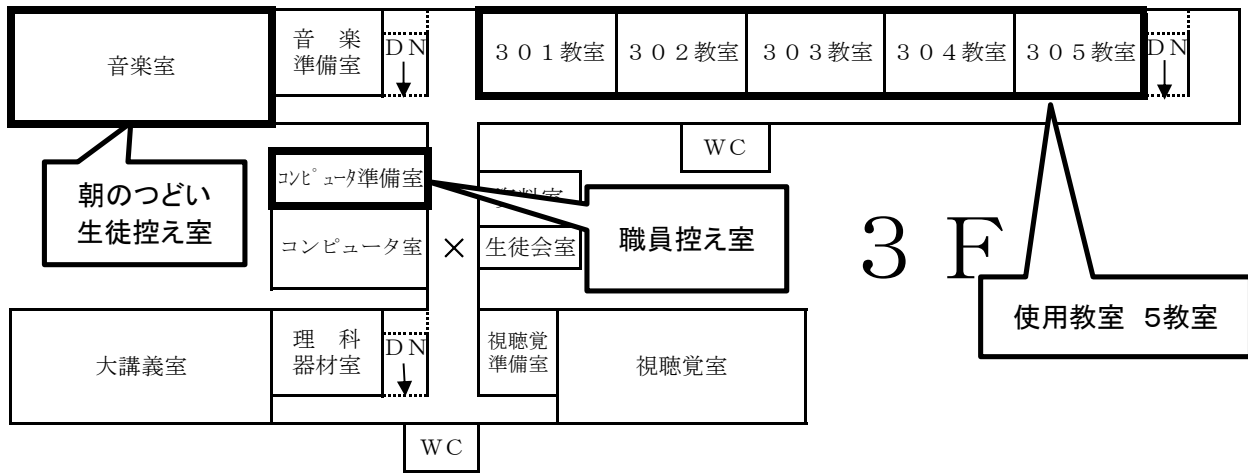 音楽室
音　楽
準備室
ＤＮ
３０１教室
３０２教室
３０３教室
３０４教室
３０５教室
ＤＮ
ＷＣ
朝のつどい
生徒控え室
ｺﾝﾋﾟｭｰﾀ準備室
コンピュータ室
×
生徒会室
職員控え室
３Ｆ
使用教室　５教室
大講義室
理　科
器材室
ＤＮ
視聴覚
準備室
視聴覚室
ＷＣ